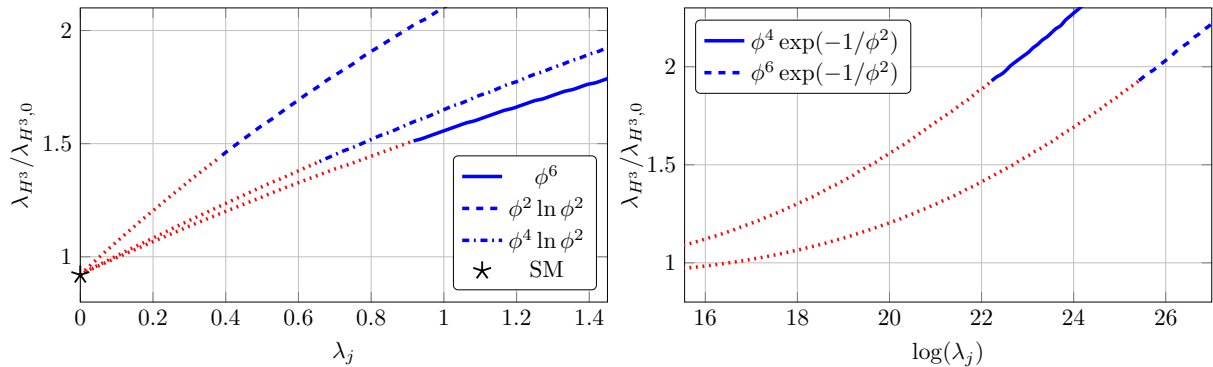 2
1.5
1
λ_{H^3}/λ_{H^3,0}
0 0.2 0.4 0.6 0.8 1 1.2 1.4
λ_j
φ^6
φ^2 ln φ^2
φ^4 ln φ^2
SM
2
1.5
1
λ_{H^3}/λ_{H^3,0}
16 18 20 22 24 26
log(λ_j)
φ^4 exp(−1/φ^2)
φ^6 exp(−1/φ^2)